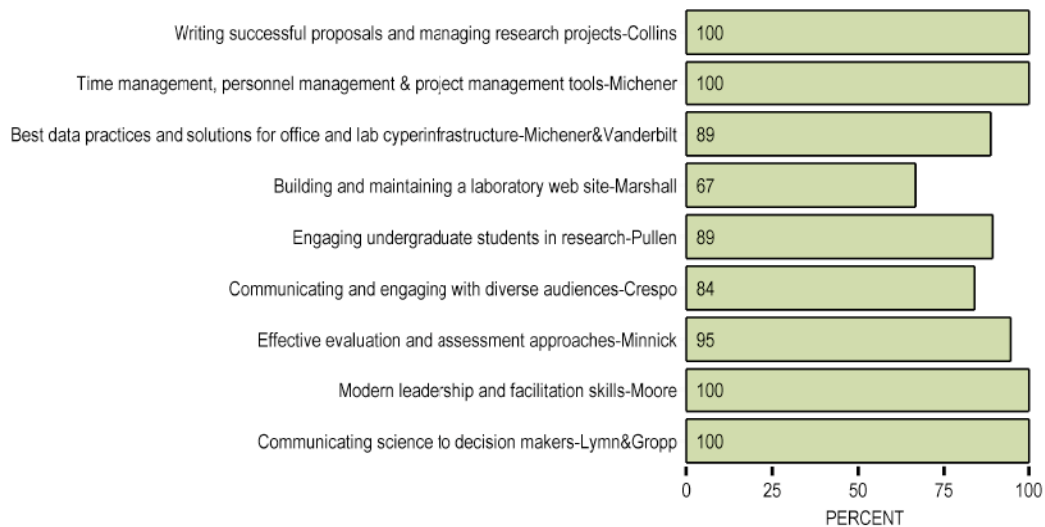 Writing successful proposals and managing research projects-Collins 100
Time management, personnel management & project management tools-Michener 100
Best data practices and solutions for office and lab cyperinfrastructure-Michener&Vanderbilt 89
Building and maintaining a laboratory web site-Marshall 67
Engaging undergraduate students in research-Pullen 89
Communicating and engaging with diverse audiences-Crespo 84
Effective evaluation and assessment approaches-Minnick 95
Modern leadership and facilitation skills-Moore 100
Communicating science to decision makers-Lymn&Gropp 100
0 25 50 75 100
PERCENT